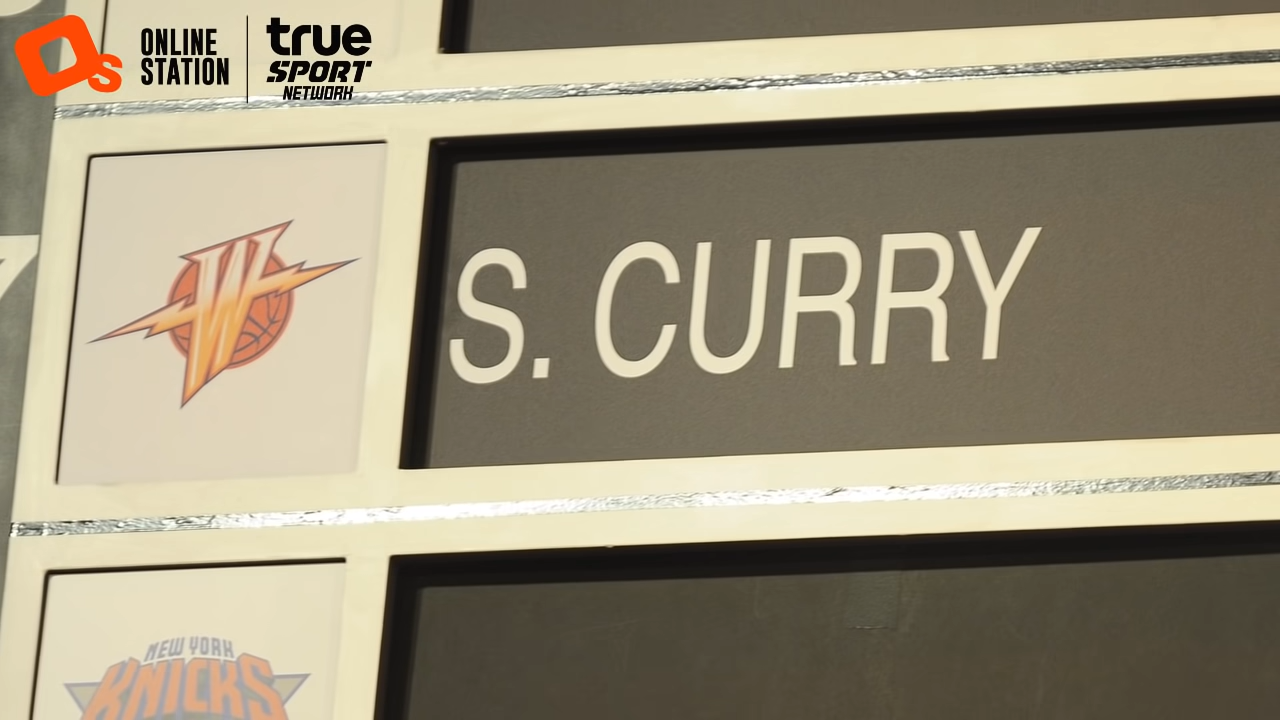 ONLINE
STATION
true
SPORT
NETWORK
S. CURRY
NEW YORK
KNICKS